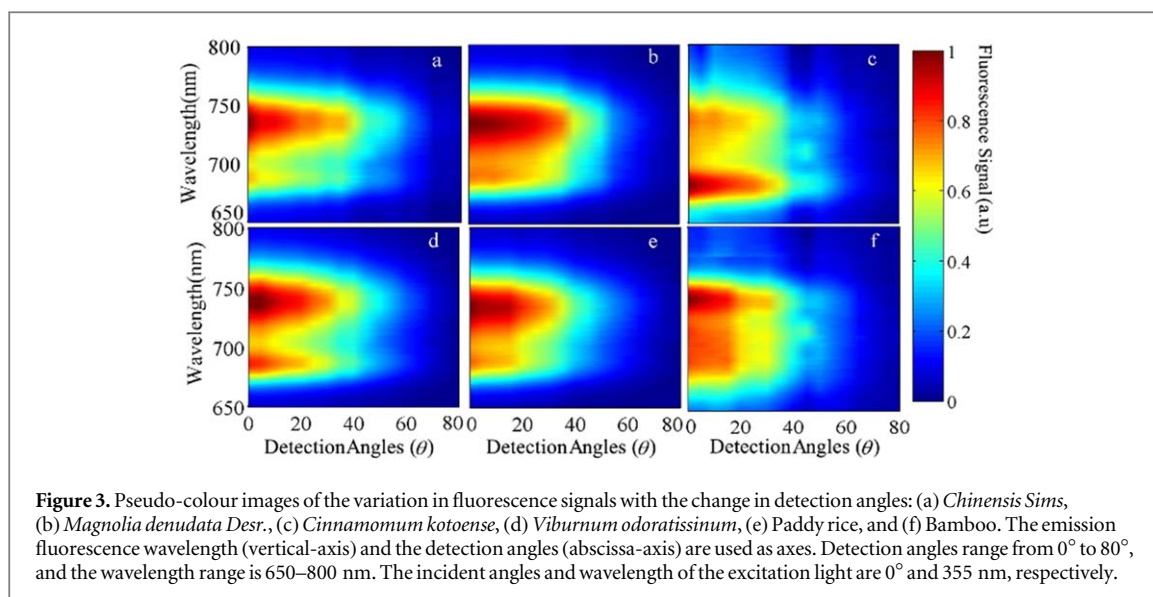 800
750
700
650
Wavelength(nm)
a
b
c
1
0.8
0.6
0.4
0.2
0
Fluorescence Signal(a.u)
800
750
700
650
Wavelength(nm)
d
e
f
0 20 40 60 80
0 20 40 60 80
0 20 40 60 80
DetectionAngles (θ)
DetectionAngles (θ)
DetectionAngles (θ)
Figure 3. Pseudo-colour images of the variation in fluorescence signals with the change in detection angles: (a) Chinensis Sims,
(b) Magnolia denudata Desr., (c) Cinnamomum kotoense, (d) Viburnum odoratissinum, (e) Paddy rice, and (f) Bamboo. The emission
fluorescence wavelength (vertical-axis) and the detection angles (abscissa-axis) are used as axes. Detection angles range from 0° to 80°,
and the wavelength range is 650–800 nm. The incident angles and wavelength of the excitation light are 0° and 355 nm, respectively.